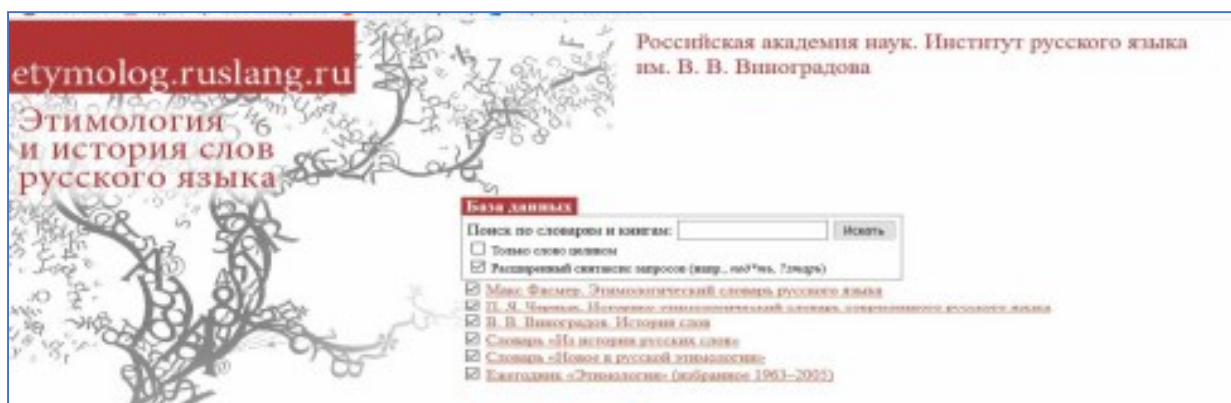 etymolog.ruslang.ru
Этимология
и история слов
русского языка
Российская академия наук. Институт русского языка
им. В. В. Виноградова
База данных
Поиск по словарям и книгам:
Искать
Только слово целиком
Расширенный синтаксис запросов (напр.,
Макс Фасмер. Этимологический словарь русского языка
П. Я. Черных. Историко-этимологический словарь современного русского языка
В. В. Виноградов. История слов
Словарь «Из истории русских слов»
Словарь «Новое в русской этимологии»
Ежегодник «Этимология» (избранное 1963–2005)